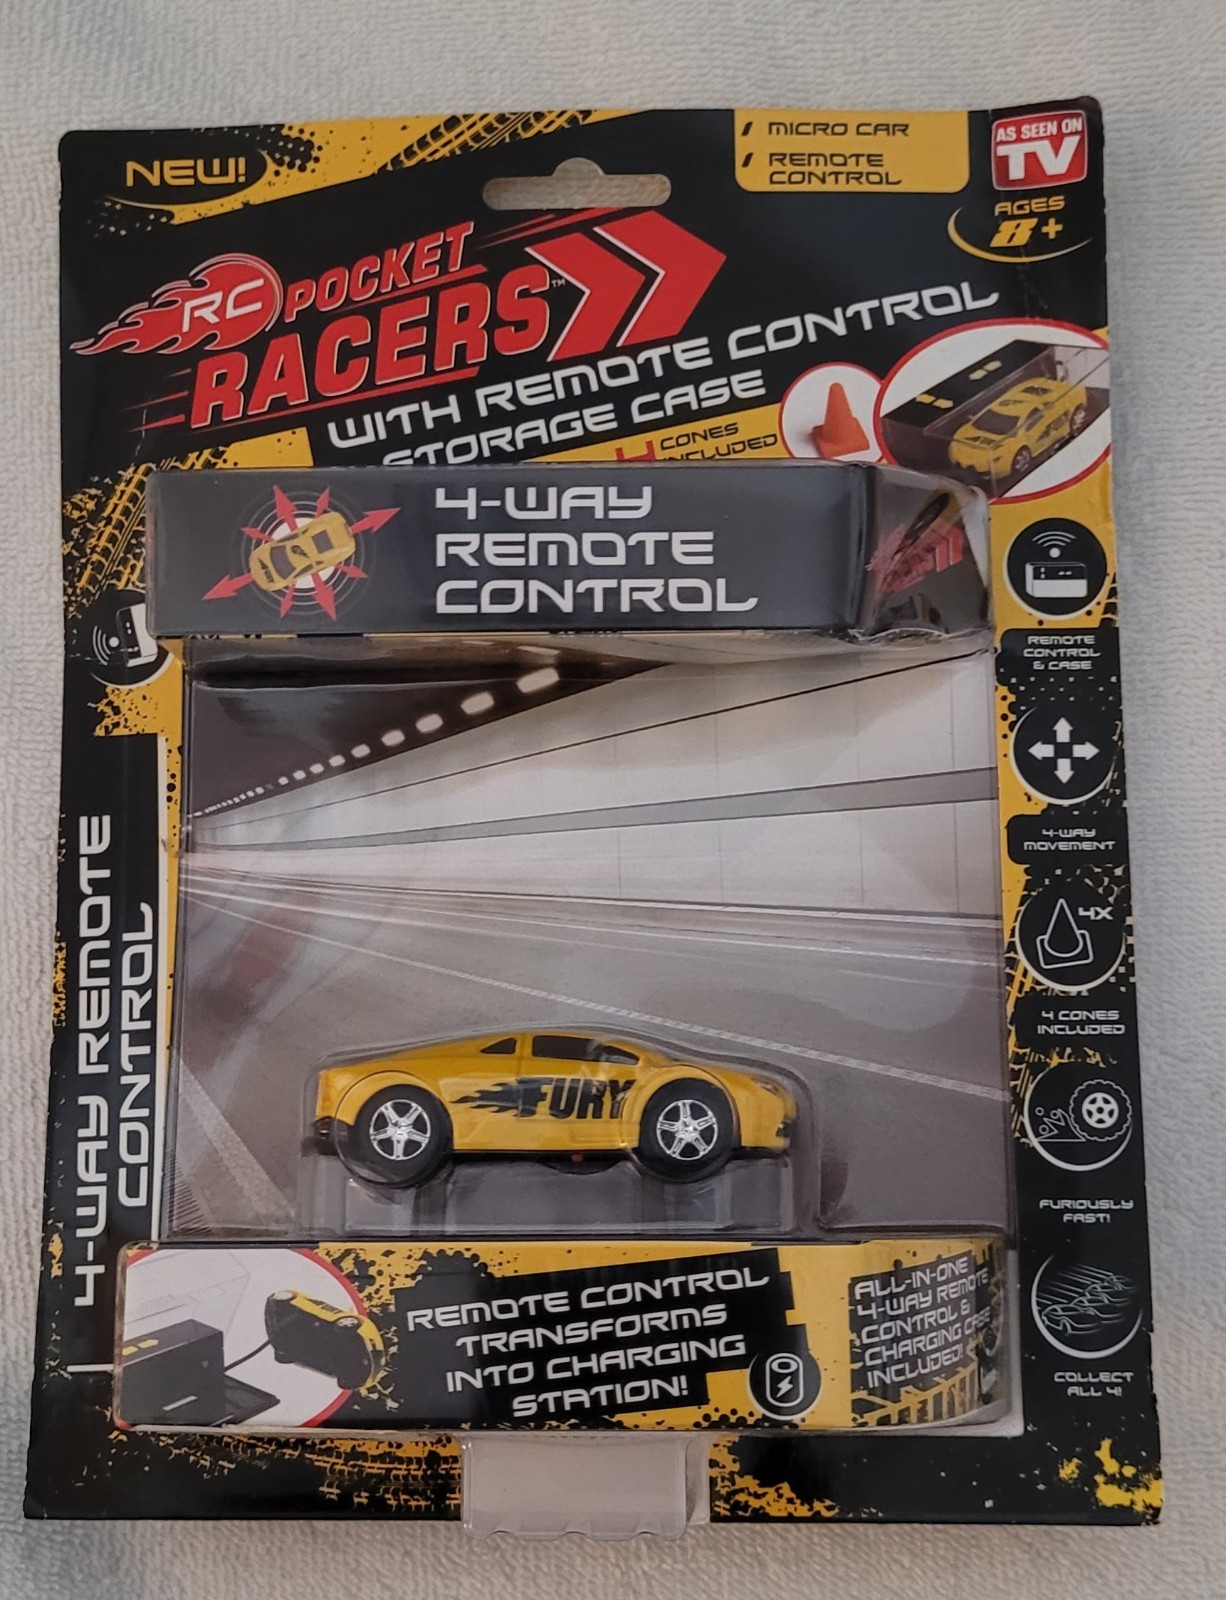 NEW!
MICRO CAR
REMOTE
CONTROL
AS SEEN ON
TV
AGES
8+
RC POCKET
RACERS™
WITH REMOTE CONTROL
STORAGE CASE
4 CONES
INCLUDED
4-WAY
REMOTE
CONTROL
REMOTE
CONTROL
& CASE
4-WAY
MOVEMENT
4X
4 CONES
INCLUDED
FURIOUSLY
FAST!
COLLECT
ALL 4!
4-WAY REMOTE
CONTROL
FURY
REMOTE CONTROL
TRANSFORMS
INTO CHARGING
STATION!
ALL-IN-ONE
4-WAY REMOTE
CONTROL &
CHARGING CASE
INCLUDED!
FURY